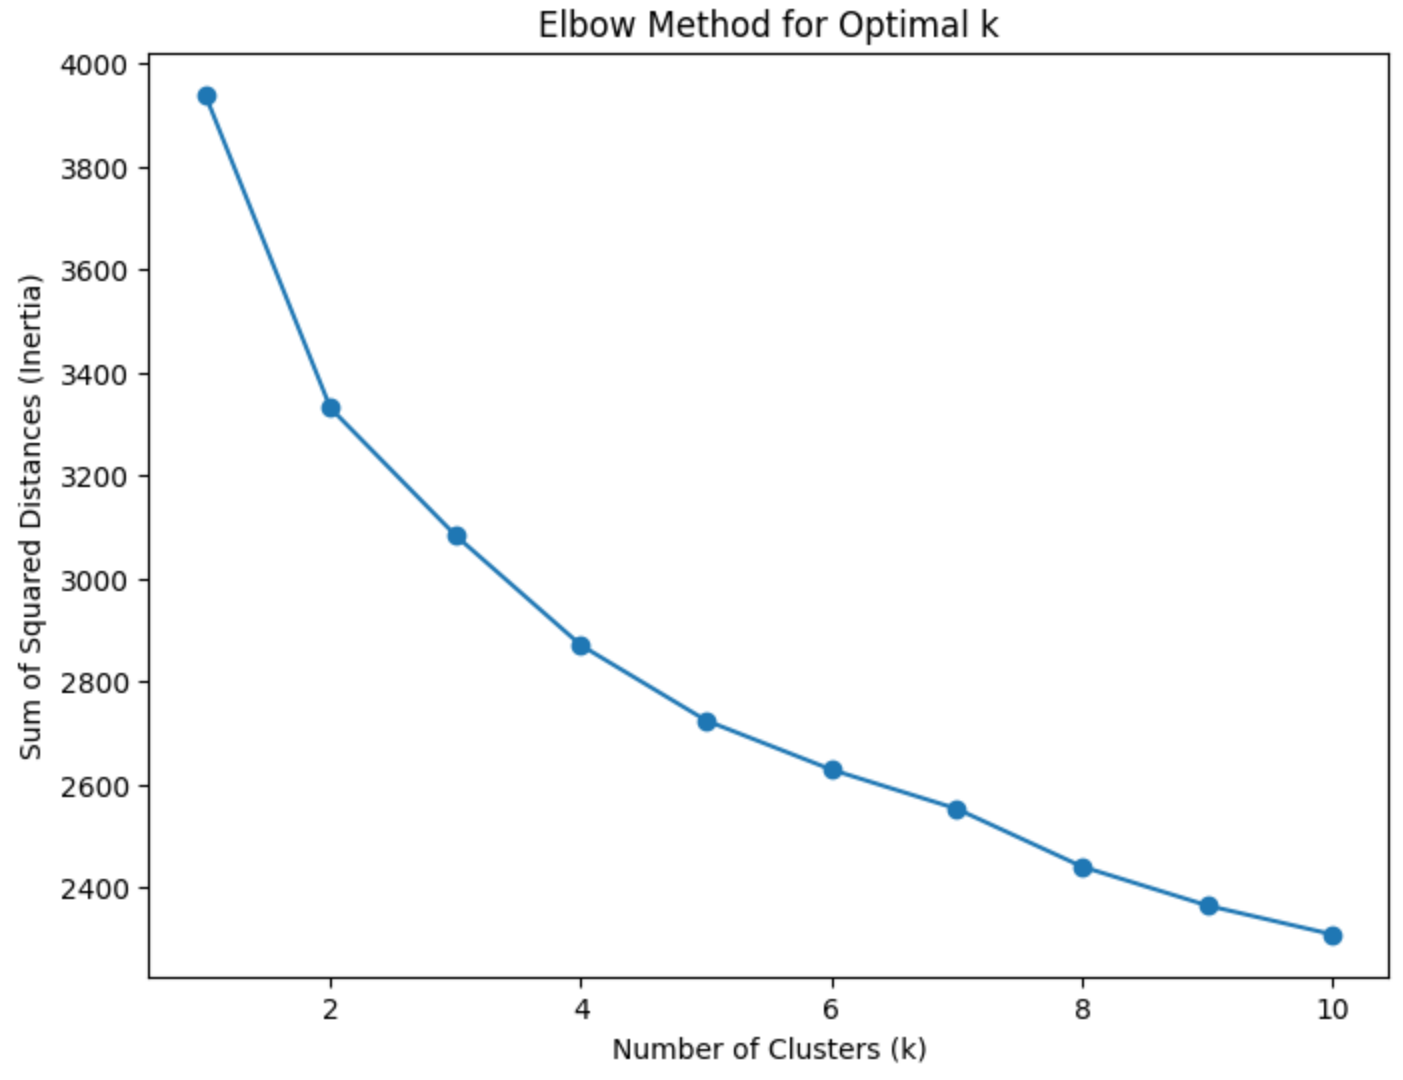 Elbow Method for Optimal k
4000
3800
3600
3400
3200
3000
2800
2600
2400
Sum of Squared Distances (Inertia)
2 4 6 8 10
Number of Clusters (k)